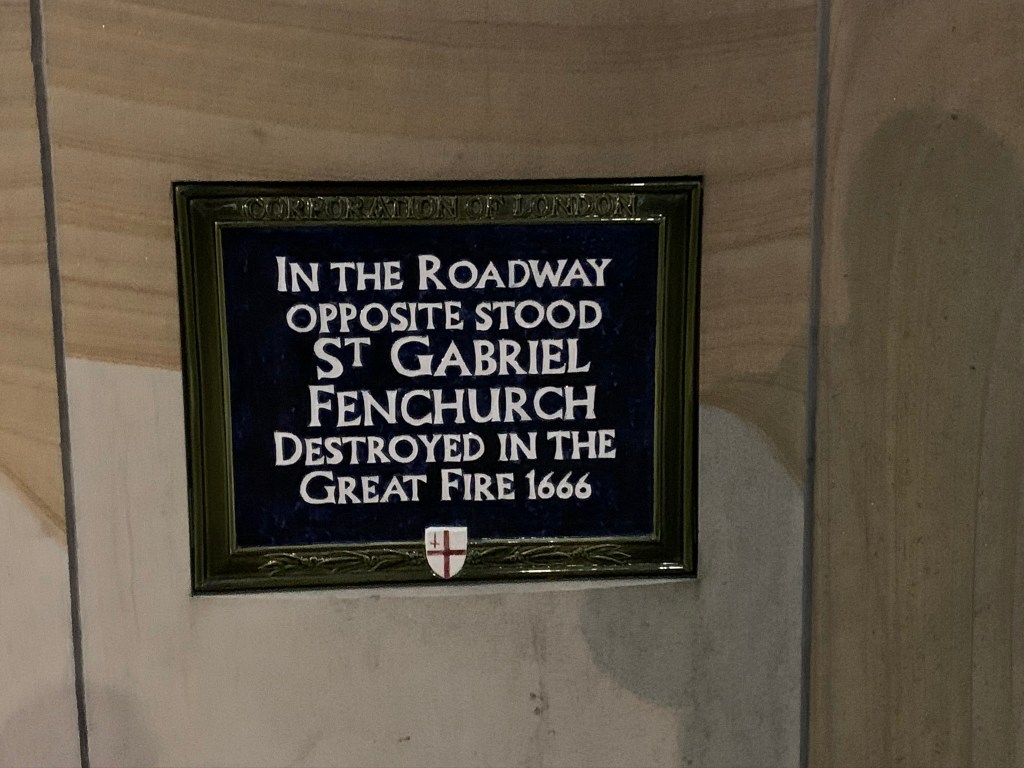 CORPORATION OF LONDON
IN THE ROADWAY
OPPOSITE STOOD
ST GABRIEL
FENCHURCH
DESTROYED IN THE
GREAT FIRE 1666